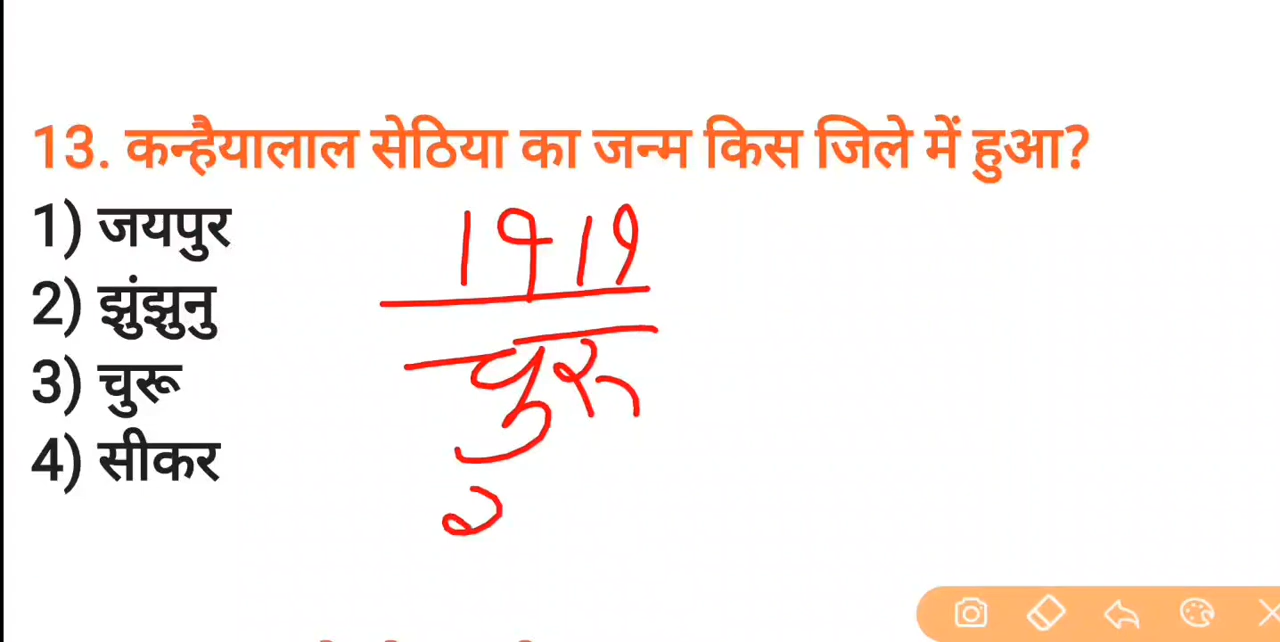 13. कन्हैयालाल सेठिया का जन्म किस जिले में हुआ?
1) जयपुर
2) झुंझुनु
3) चुरू
4) सीकर
1919
चुरू